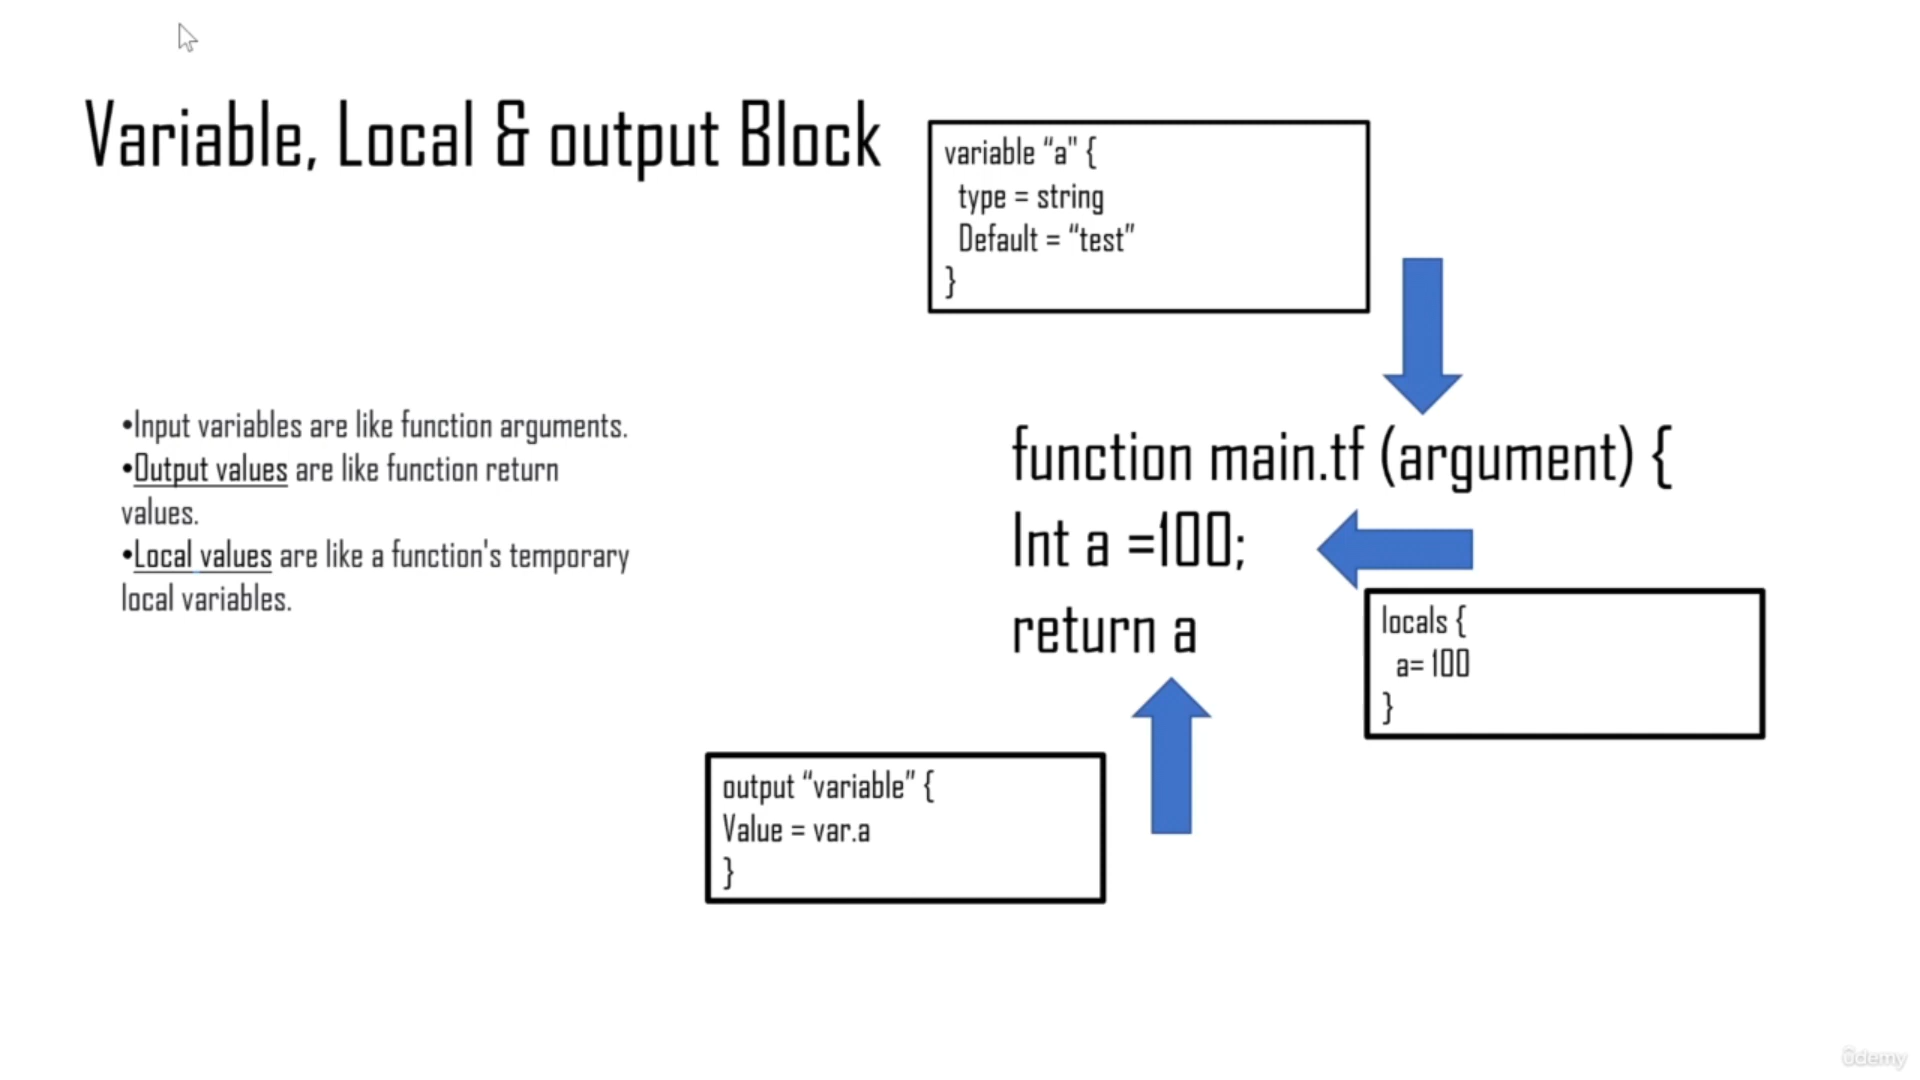 Variable, Local & output Block
variable “a" {
type = string
Default = “test”
}
•Input variables are like function arguments.
•Output values are like function return
values.
•Local values are like a function's temporary
local variables.
function main.tf (argument) {
Int a =100;
return a
locals {
a= 100
}
output “variable” {
Value = var.a
}
ûdemy